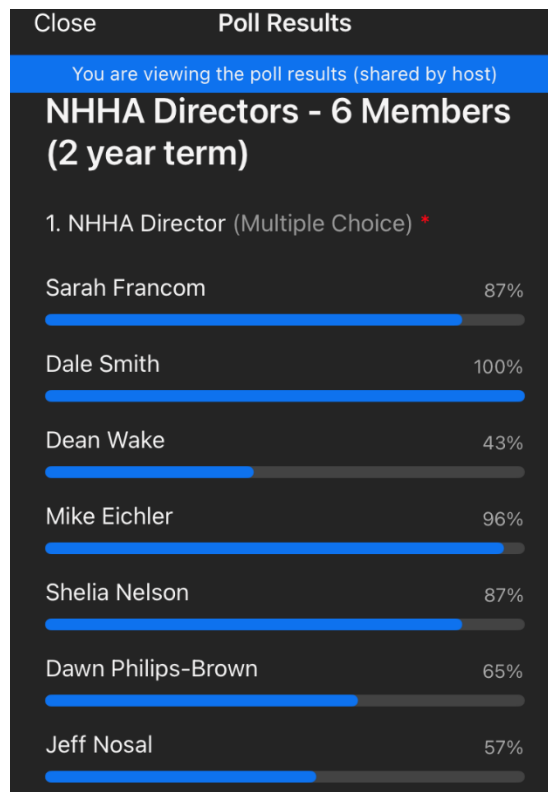 Close Poll Results
You are viewing the poll results (shared by host)
NHHA Directors - 6 Members
(2 year term)
1. NHHA Director (Multiple Choice) *
Sarah Francom 87%
Dale Smith 100%
Dean Wake 43%
Mike Eichler 96%
Shelia Nelson 87%
Dawn Philips-Brown 65%
Jeff Nosal 57%